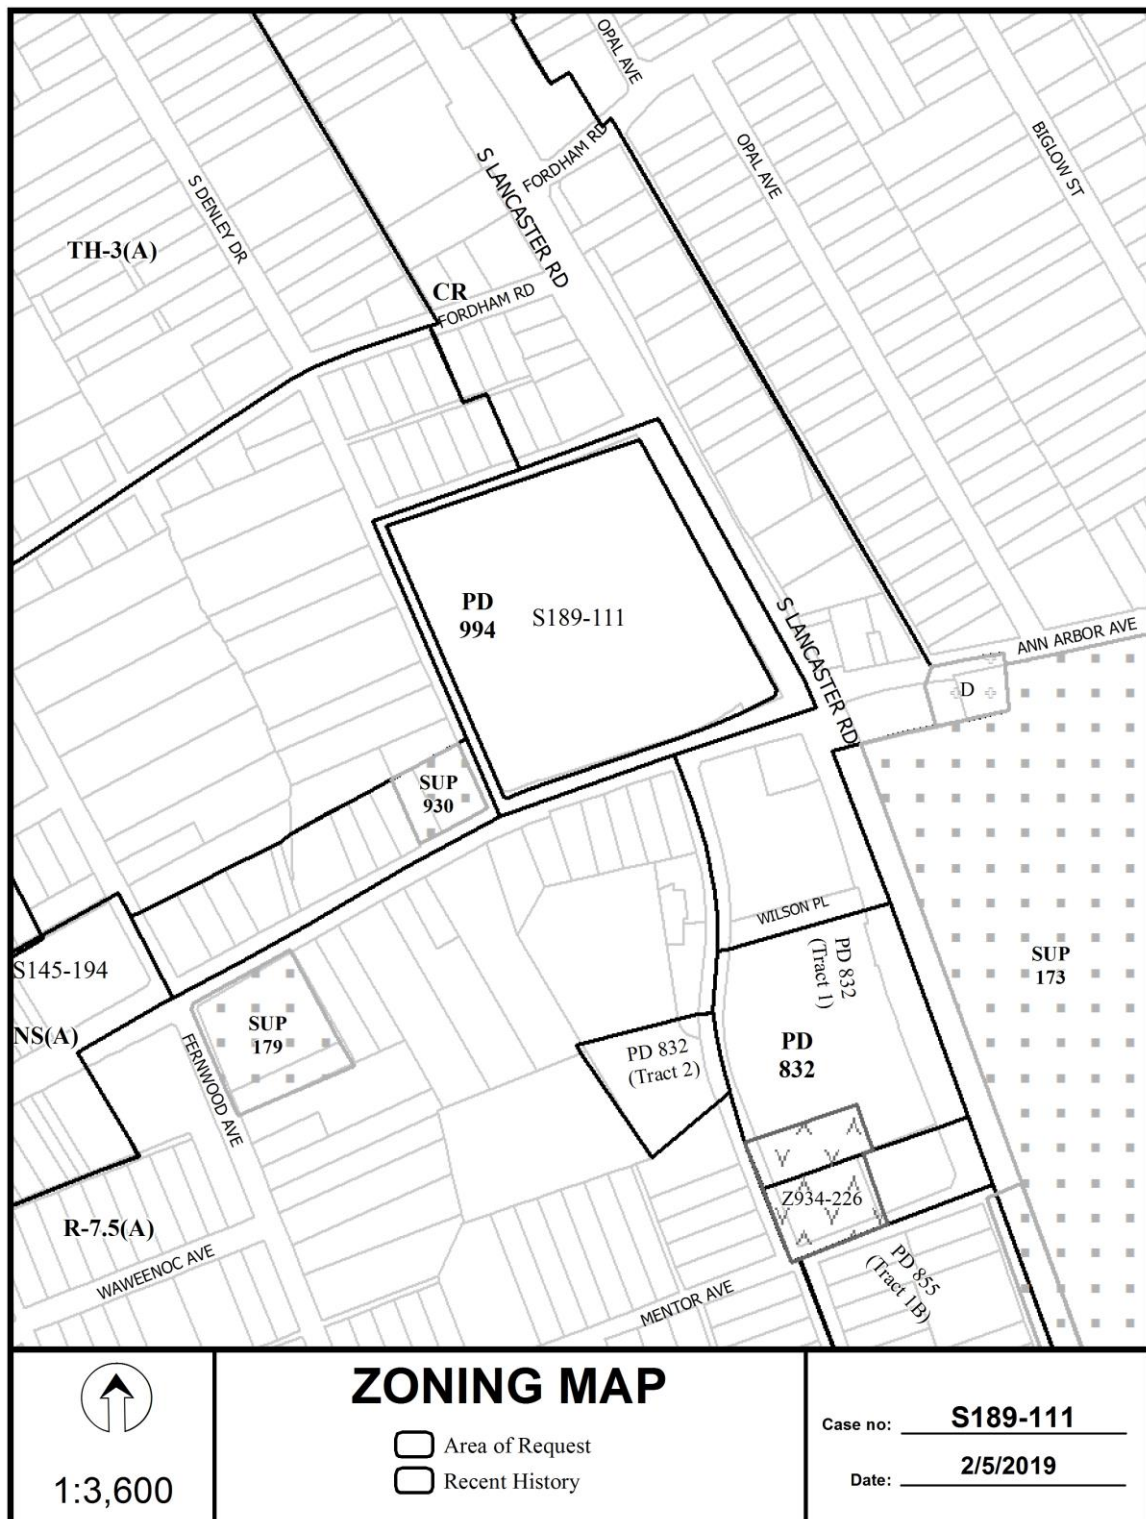 OPAL AVE
FORDHAM RD
S LANCASTER RD
OPAL AVE
BIGLOW ST
S DENLEY DR
TH-3(A)
CR
FORDHAM RD
PD
994
S189-111
S LANCASTER RD
ANN ARBOR AVE
D
SUP
930
WILSON PL
PD 832
(Tract 1)
SUP
173
S145-194
NS(A)
SUP
179
FERNWOOD AVE
PD 832
(Tract 2)
PD
832
Z934-226
R-7.5(A)
WAWEENOC AVE
MENTOR AVE
PD 855
(Tract 1B)
1:3,600
ZONING MAP
Area of Request
Recent History
Case no: S189-111
Date: 2/5/2019